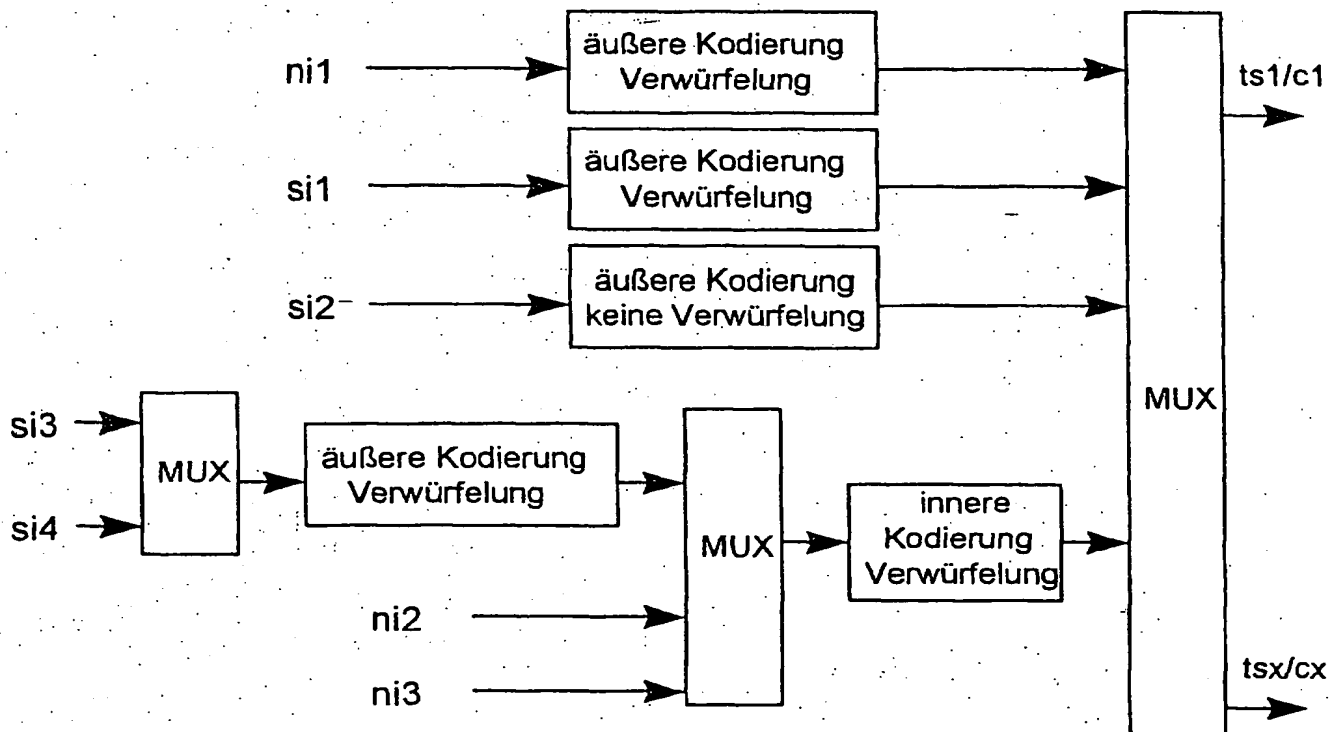 ni1
äußere Kodierung
Verwürfelung
ts1/c1
si1
äußere Kodierung
Verwürfelung
si2
äußere Kodierung
keine Verwürfelung
MUX
si3
MUX
äußere Kodierung
Verwürfelung
si4
MUX
innere
Kodierung
Verwürfelung
ni2
ni3
tsx/cx